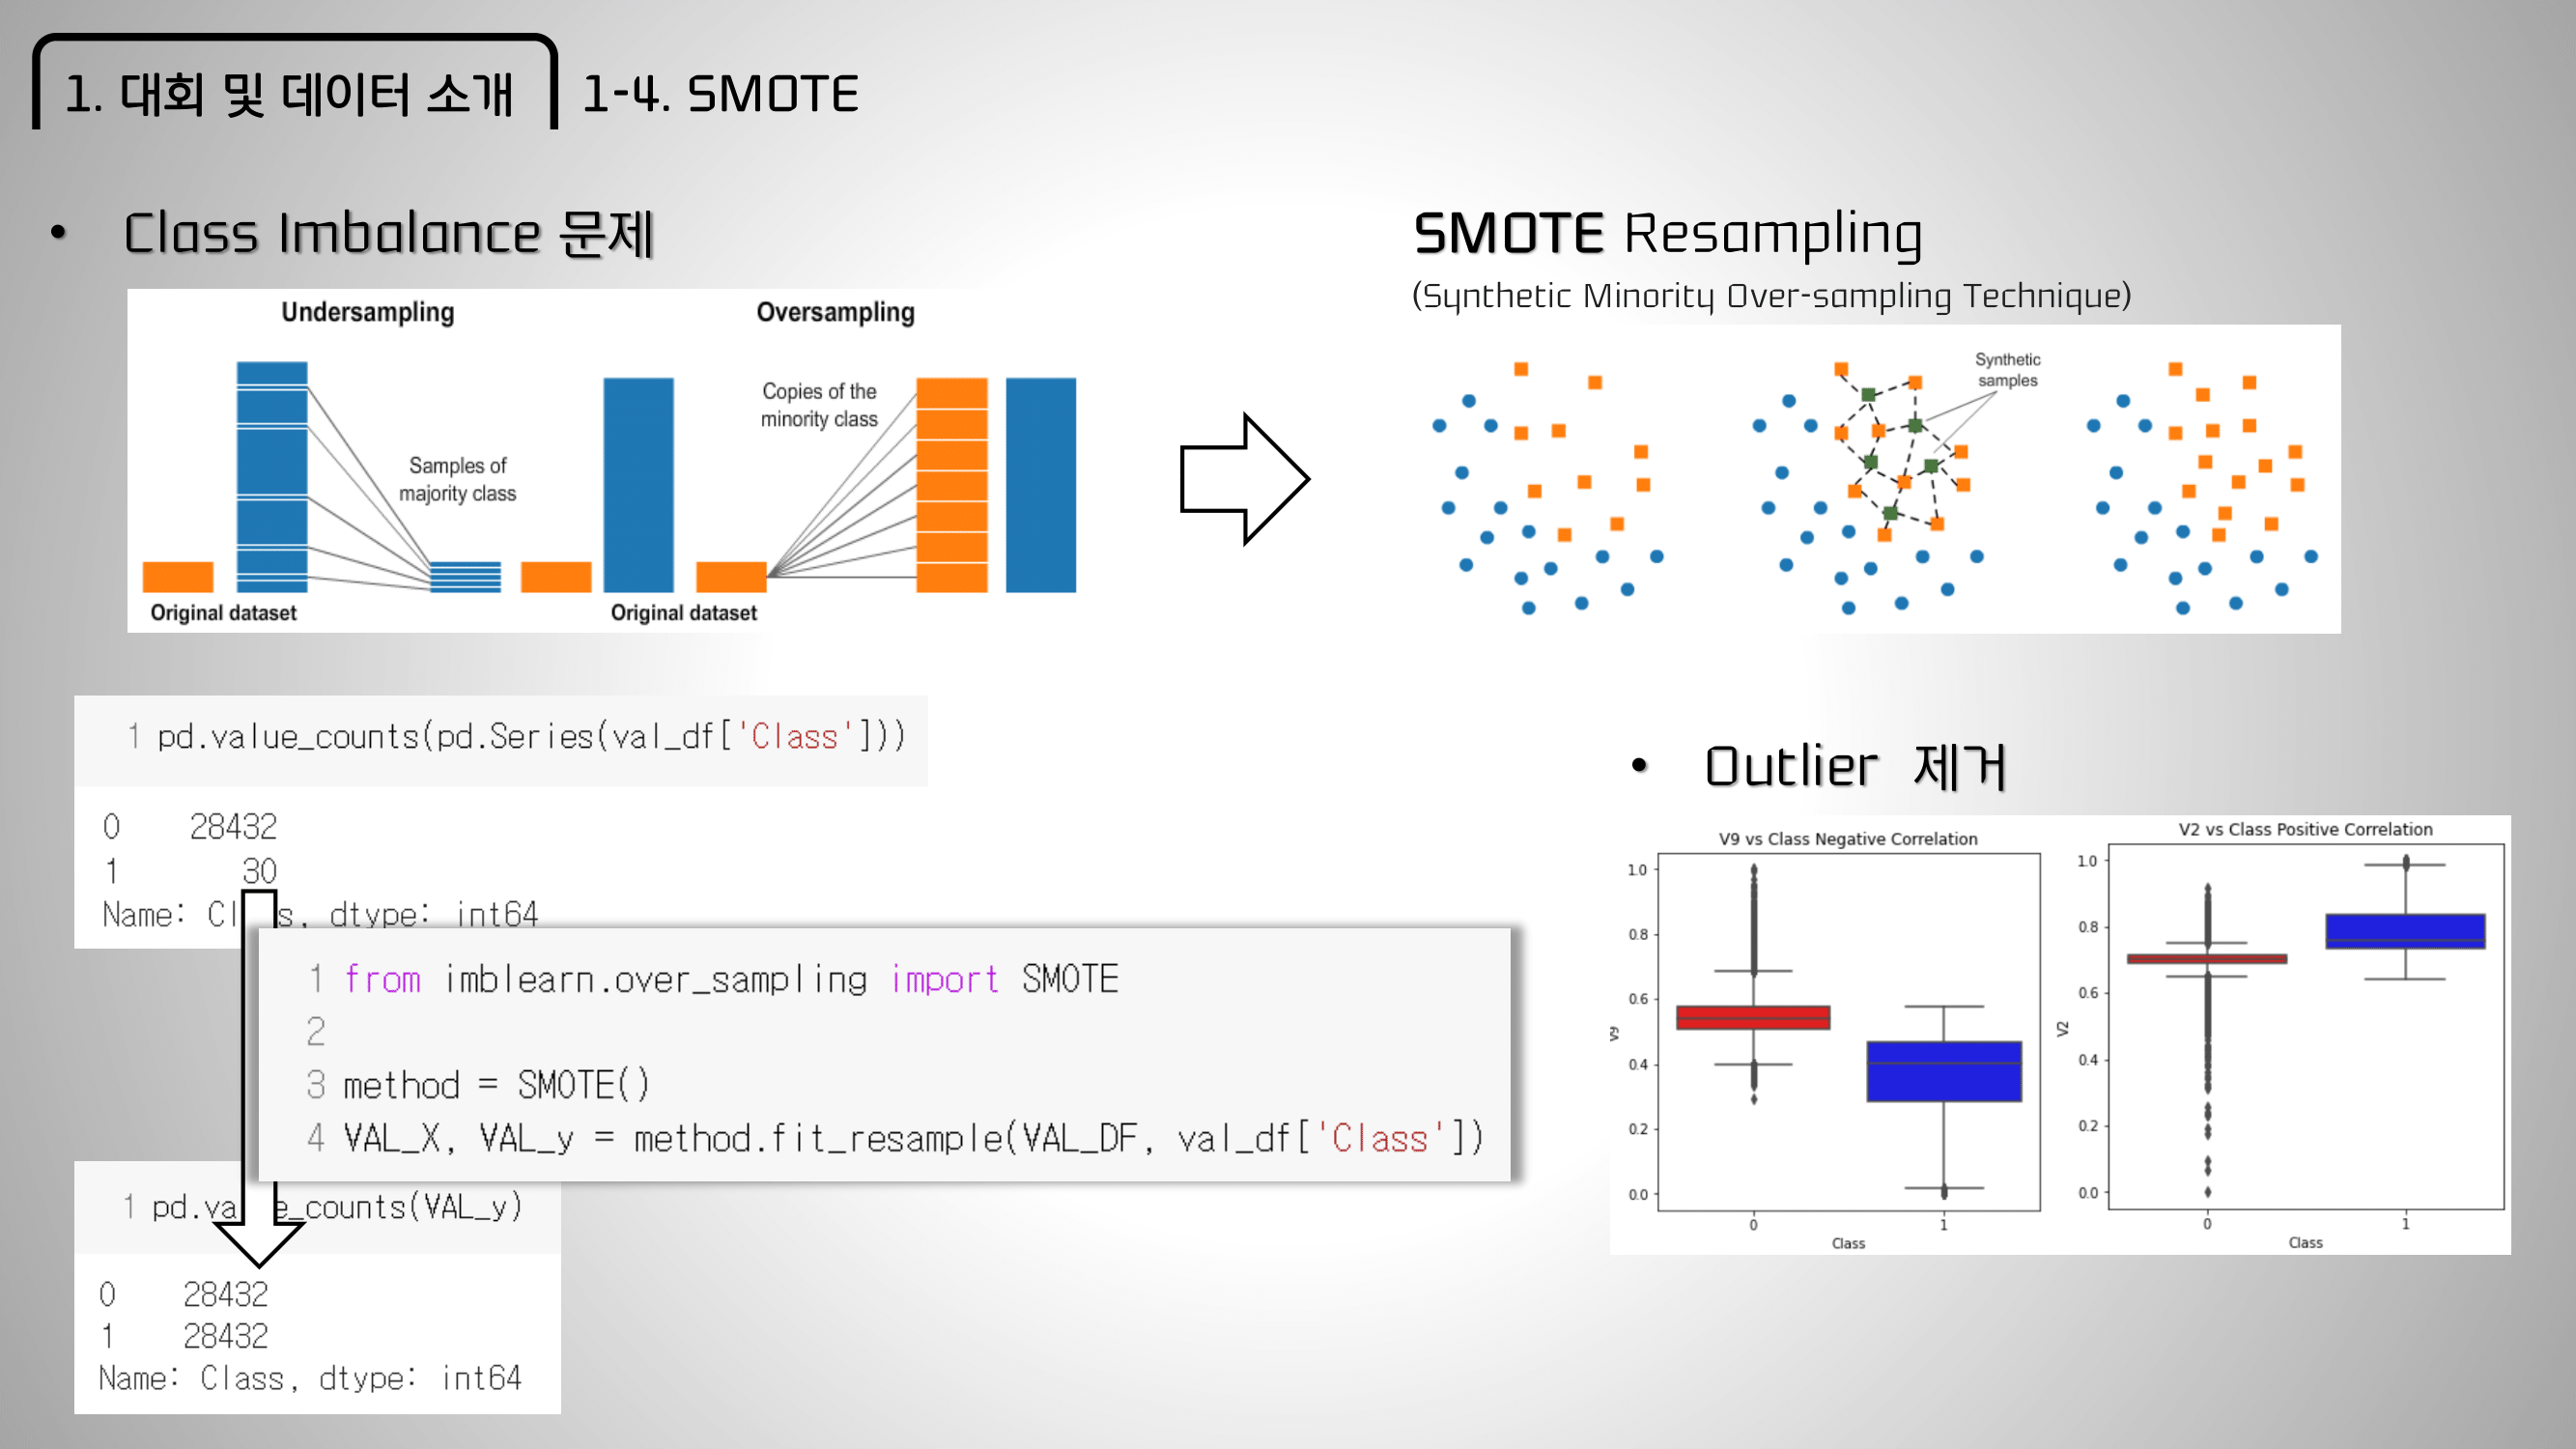 1. 대회 및 데이터 소개
1-4. SMOTE
• Class Imbalance 문제
Undersampling
Oversampling
Samples of
majority class
Copies of the
minority class
Original dataset
Original dataset
SMOTE Resampling
(Synthetic Minority Over-sampling Technique)
Synthetic
samples
1 pd.value_counts(pd.Series(val_df['Class']))
0 28432
1 30
Name: Cl s, dtype: int64
1 from imblearn.over_sampling import SMOTE
2
3 method = SMOTE()
4 VAL_X, VAL_y = method.fit_resample(VAL_DF, val_df['Class'])
1 pd.va e_counts(VAL_y)
0 28432
1 28432
Name: Class, dtype: int64
• Outlier 제거
V9 vs Class Negative Correlation
1.0
0.8
0.6
0.4
0.2
0.0
V9
0 1
Class
V2 vs Class Positive Correlation
1.0
0.8
0.6
0.4
0.2
0.0
V2
0 1
Class